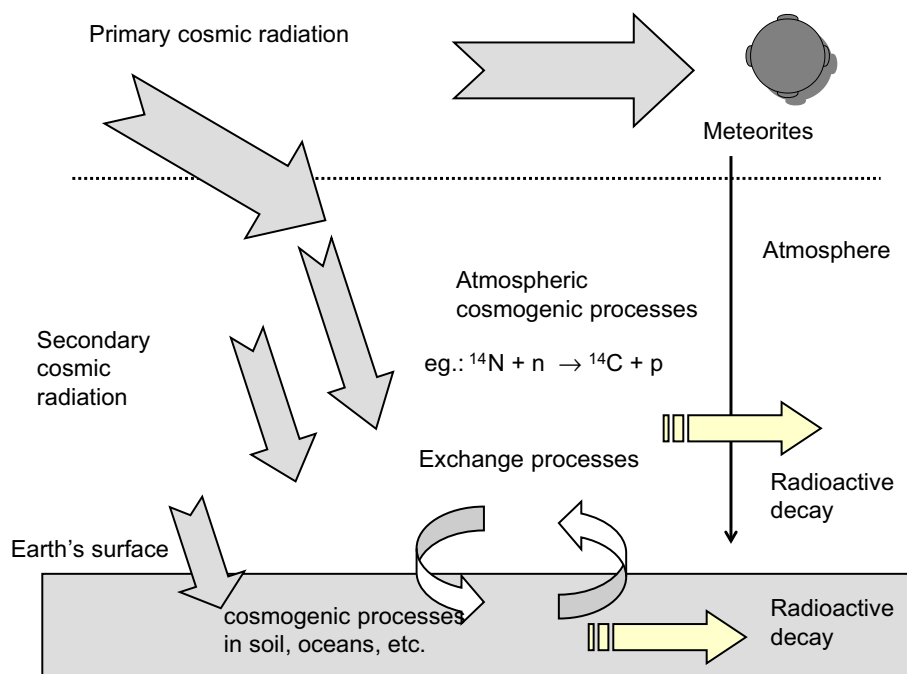 Primary cosmic radiation
Meteorites
Atmosphere
Atmospheric
cosmogenic processes
Secondary
cosmic
radiation
eg.: ¹⁴N + n → ¹⁴C + p
Exchange processes
Radioactive
decay
Earth's surface
cosmogenic processes
in soil, oceans, etc.
Radioactive
decay